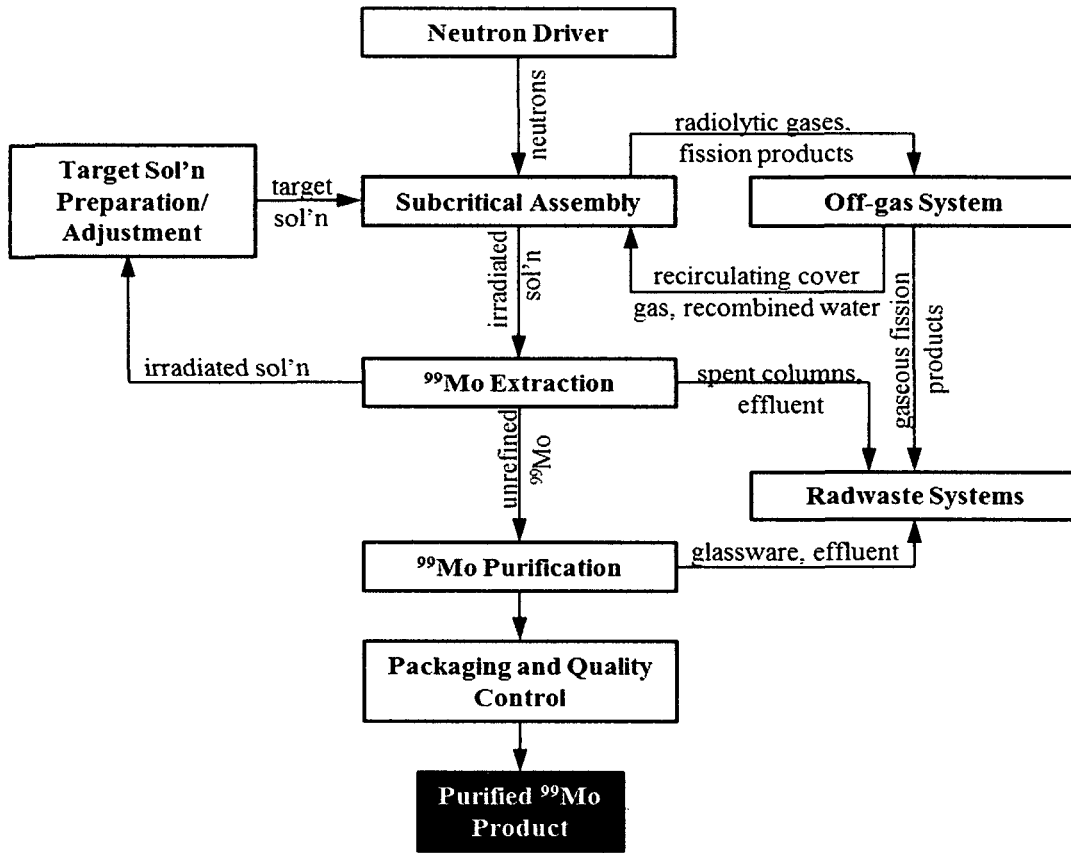 Neutron Driver
neutrons
radiolytic gases,
fission products
Target Sol'n
Preparation/
Adjustment
target
sol'n
Subcritical Assembly
Off-gas System
irradiated
sol'n
recirculating cover
gas, recombined water
gaseous fission
products
irradiated sol'n
⁹⁹Mo Extraction
spent columns,
effluent
unrefined
⁹⁹Mo
Radwaste Systems
⁹⁹Mo Purification
glassware, effluent
Packaging and Quality
Control
Purified ⁹⁹Mo
Product